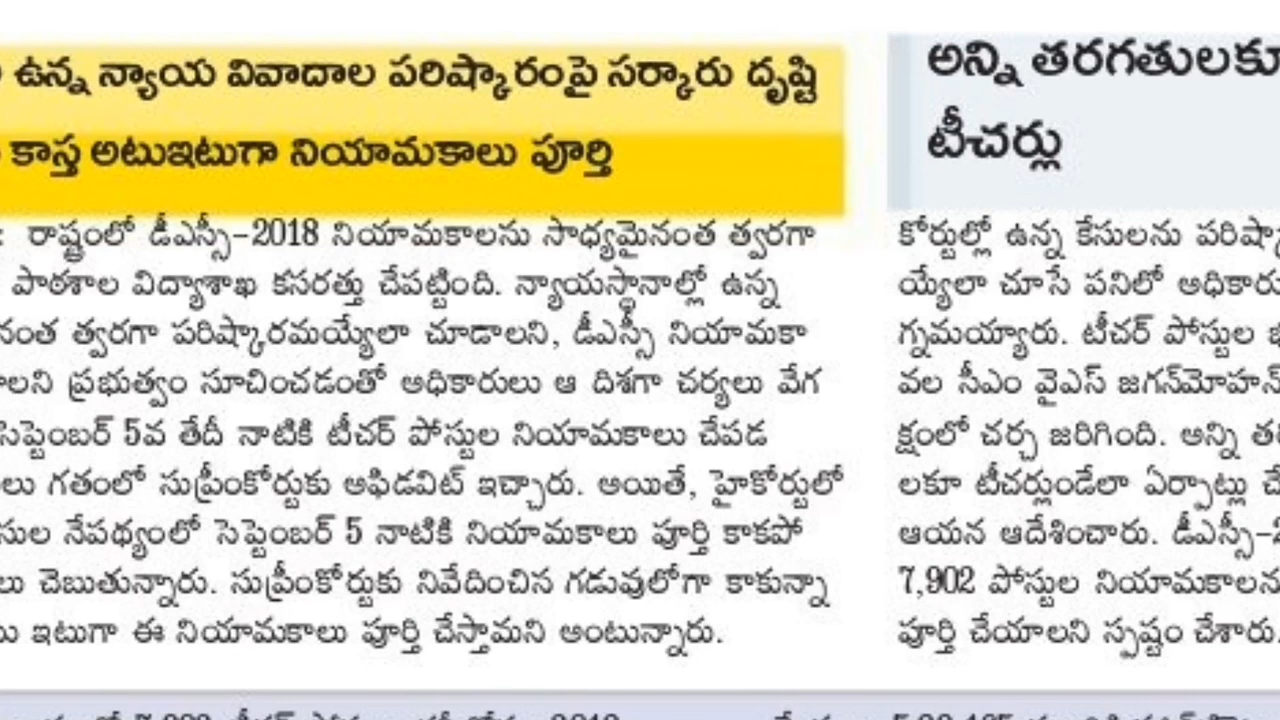 ఉన్న న్యాయ వివాదాల పరిష్కారంపై సర్కారు దృష్టి
కాస్త అటుఇటుగా నియామకాలు పూర్తి
: రాష్ట్రంలో డీఎస్సీ–2018 నియామకాలను సాధ్యమైనంత త్వరగా
పాఠశాల విద్యాశాఖ కసరత్తు చేపట్టింది. న్యాయస్థానాల్లో ఉన్న
నంత త్వరగా పరిష్కారమయ్యేలా చూడాలని, డీఎస్సీ నియామకా
లని ప్రభుత్వం సూచించడంతో అధికారులు ఆ దిశగా చర్యలు వేగ
సెప్టెంబర్ 5వ తేదీ నాటికి టీచర్ పోస్టుల నియామకాలు చేపడ
లు గతంలో సుప్రీంకోర్టుకు అఫిడవిట్ ఇచ్చారు. అయితే, హైకోర్టులో
సుల నేపథ్యంలో సెప్టెంబర్ 5 నాటికి నియామకాలు పూర్తి కాకపో
లు చెబుతున్నారు. సుప్రీంకోర్టుకు నివేదించిన గడువులోగా కాకున్నా
ఇటుగా ఈ నియామకాలు పూర్తి చేస్తామని అంటున్నారు.
అన్ని తరగతులకూ
టీచర్లు
కోర్టుల్లో ఉన్న కేసులను పరిష్కా
య్యేలా చూసే పనిలో అధికారు
గ్నమయ్యారు. టీచర్ పోస్టుల
వల సీఎం వైఎస్ జగన్‌మోహన్
క్షంలో చర్చ జరిగింది. అన్ని తర
లకూ టీచర్లుండేలా ఏర్పాట్లు చే
ఆయన ఆదేశించారు. డీఎస్సీ–
7,902 పోస్టుల నియామకాలను
పూర్తి చేయాలని స్పష్టం చేశారు.